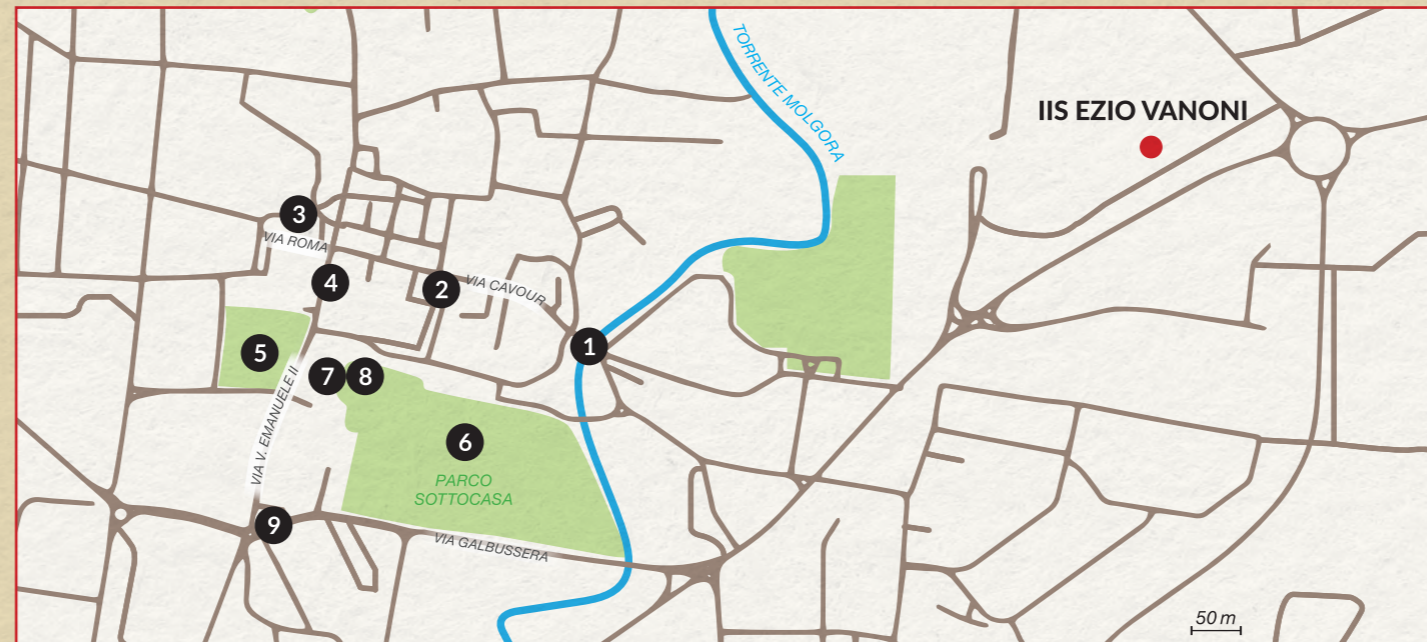 TORRENTE MOLGORA
IIS EZIO VANONI
3
VIA ROMA
4
2
VIA CAVOUR
1
5
7
8
VIA V. EMANUELE II
6
PARCO
SOTTOCASA
9
VIA GALBUSSERA
50 m